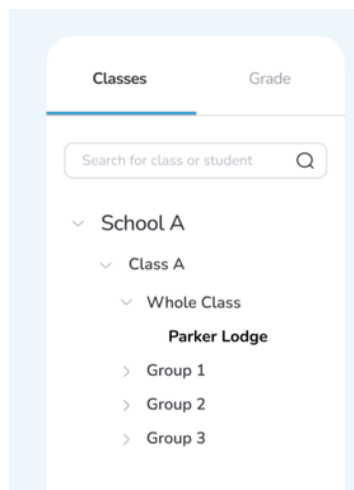 Classes Grade
Search for class or student
School A
Class A
Whole Class
Parker Lodge
Group 1
Group 2
Group 3